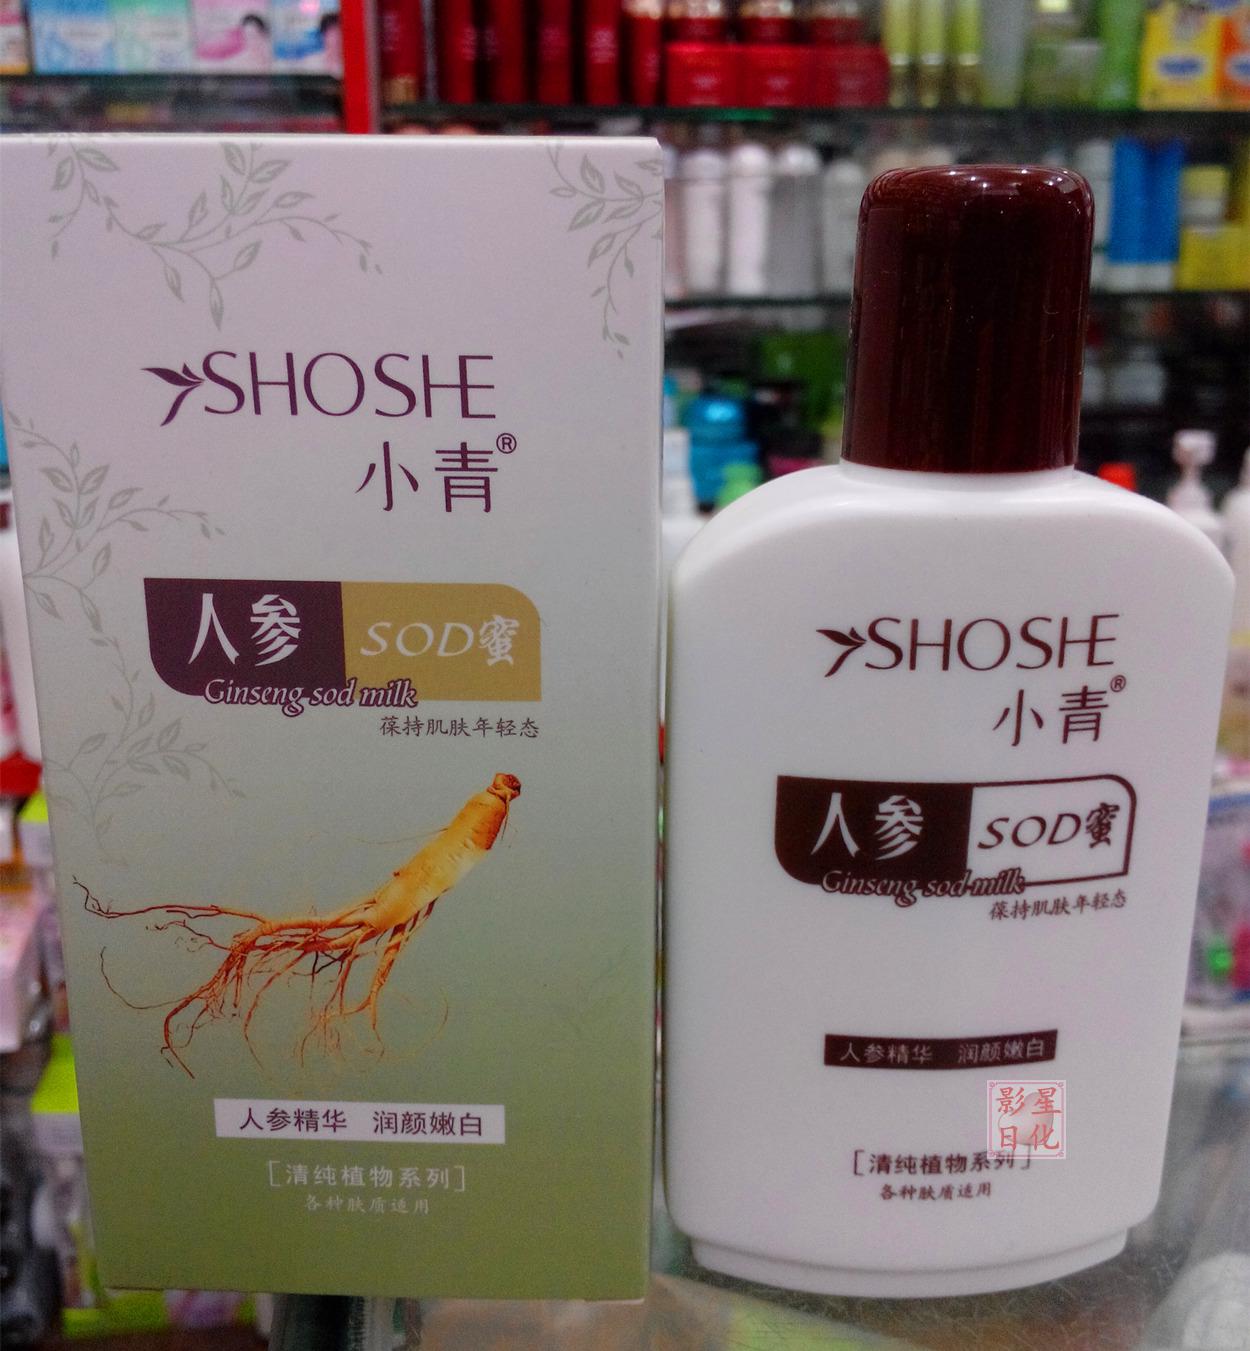 SHOSHE
小青®
人参 SOD蜜
Ginseng sod milk
葆持肌肤年轻态
人参精华 润颜嫩白
[清纯植物系列]
各种肤质适用
SHOSHE
小青®
人参 SOD蜜
Ginseng sod milk
葆持肌肤年轻态
人参精华 润颜嫩白
影星
日化
[清纯植物系列]
各种肤质适用